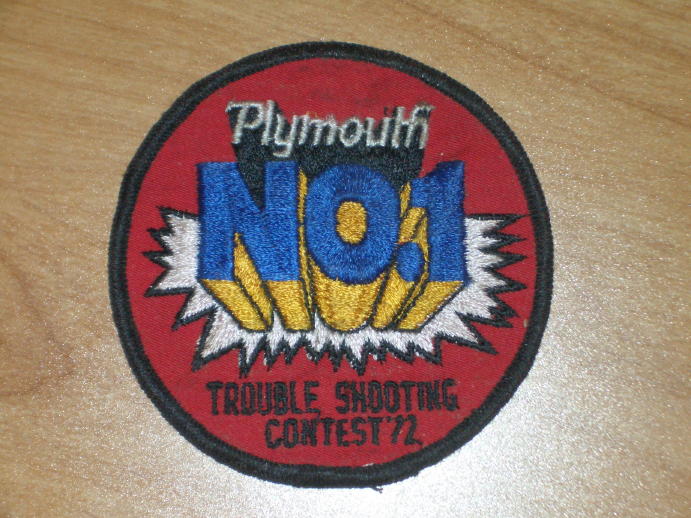 Plymouth
NO.1
TROUBLE SHOOTING
CONTEST '72